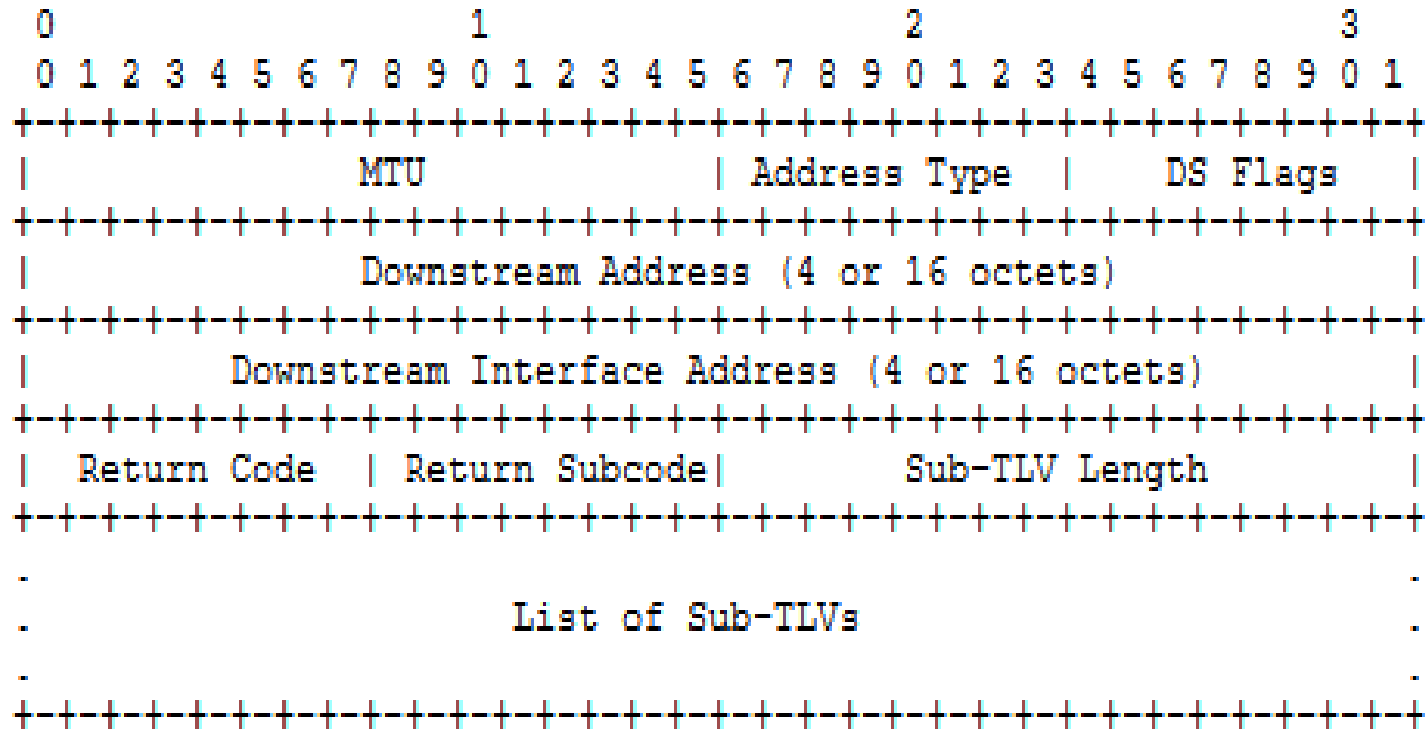 0                   1                   2                   3
0 1 2 3 4 5 6 7 8 9 0 1 2 3 4 5 6 7 8 9 0 1 2 3 4 5 6 7 8 9 0 1
+-+-+-+-+-+-+-+-+-+-+-+-+-+-+-+-+-+-+-+-+-+-+-+-+-+-+-+-+-+-+-+-+
|               MTU             | Address Type  |    DS Flags   |
+-+-+-+-+-+-+-+-+-+-+-+-+-+-+-+-+-+-+-+-+-+-+-+-+-+-+-+-+-+-+-+-+
|               Downstream Address (4 or 16 octets)             |
+-+-+-+-+-+-+-+-+-+-+-+-+-+-+-+-+-+-+-+-+-+-+-+-+-+-+-+-+-+-+-+-+
|         Downstream Interface Address (4 or 16 octets)         |
+-+-+-+-+-+-+-+-+-+-+-+-+-+-+-+-+-+-+-+-+-+-+-+-+-+-+-+-+-+-+-+-+
|  Return Code  | Return Subcode|        Sub-TLV Length         |
+-+-+-+-+-+-+-+-+-+-+-+-+-+-+-+-+-+-+-+-+-+-+-+-+-+-+-+-+-+-+-+-+
.                                                               .
.                      List of Sub-TLVs                         .
.                                                               .
+-+-+-+-+-+-+-+-+-+-+-+-+-+-+-+-+-+-+-+-+-+-+-+-+-+-+-+-+-+-+-+-+